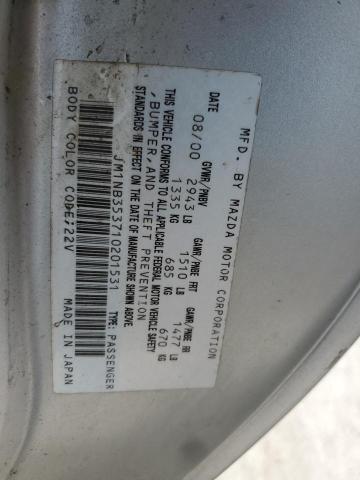 MFD. BY MAZDA MOTOR CORPORATION
DATE GVWR/PNBV GAWR/PNBE FRT GAWR/PNBE RR
08/00 2943 LB 1510 LB 1477 LB
1335 KG 685 KG 670 KG
THIS VEHICLE CONFORMS TO ALL APPLICABLE FEDERAL MOTOR VEHICLE SAFETY
,BUMPER, AND THEFT PREVENTION
STANDARDS IN EFFECT ON THE DATE OF MANUFACTURE SHOWN ABOVE.
JM1NB353710201531 TYPE: PASSENGER
BODY COLOR CODE;22V MADE IN JAPAN